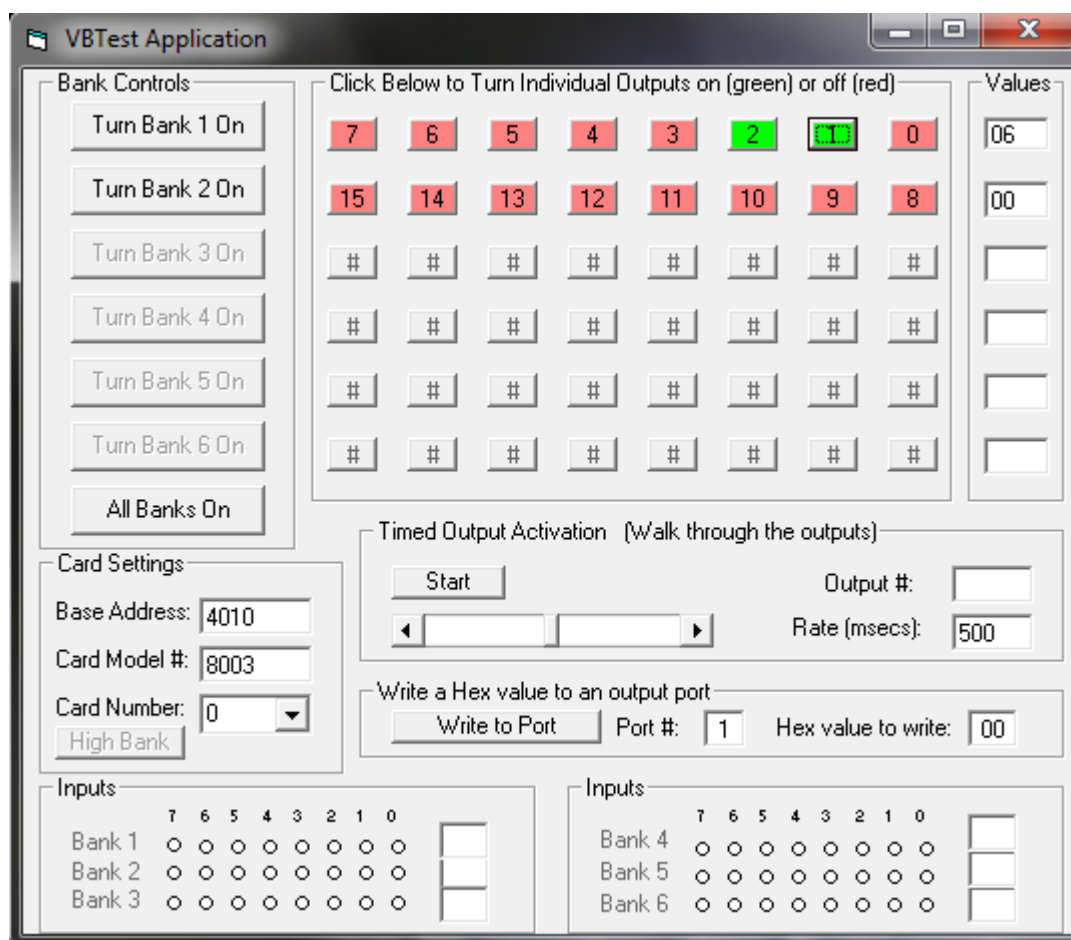 VBTest Application
Bank Controls
Turn Bank 1 On
Turn Bank 2 On
Turn Bank 3 On
Turn Bank 4 On
Turn Bank 5 On
Turn Bank 6 On
All Banks On
Click Below to Turn Individual Outputs on (green) or off (red)
7 6 5 4 3 2 1 0
15 14 13 12 11 10 9 8
# # # # # # # #
# # # # # # # #
# # # # # # # #
# # # # # # # #
Values
06
00
Card Settings
Base Address: 4010
Card Model #: 8003
Card Number: 0
High Bank
Timed Output Activation (Walk through the outputs)
Start
Output #:
Rate (msecs): 500
Write a Hex value to an output port
Write to Port Port #: 1 Hex value to write: 00
Inputs
7 6 5 4 3 2 1 0
Bank 1
Bank 2
Bank 3
Inputs
7 6 5 4 3 2 1 0
Bank 4
Bank 5
Bank 6